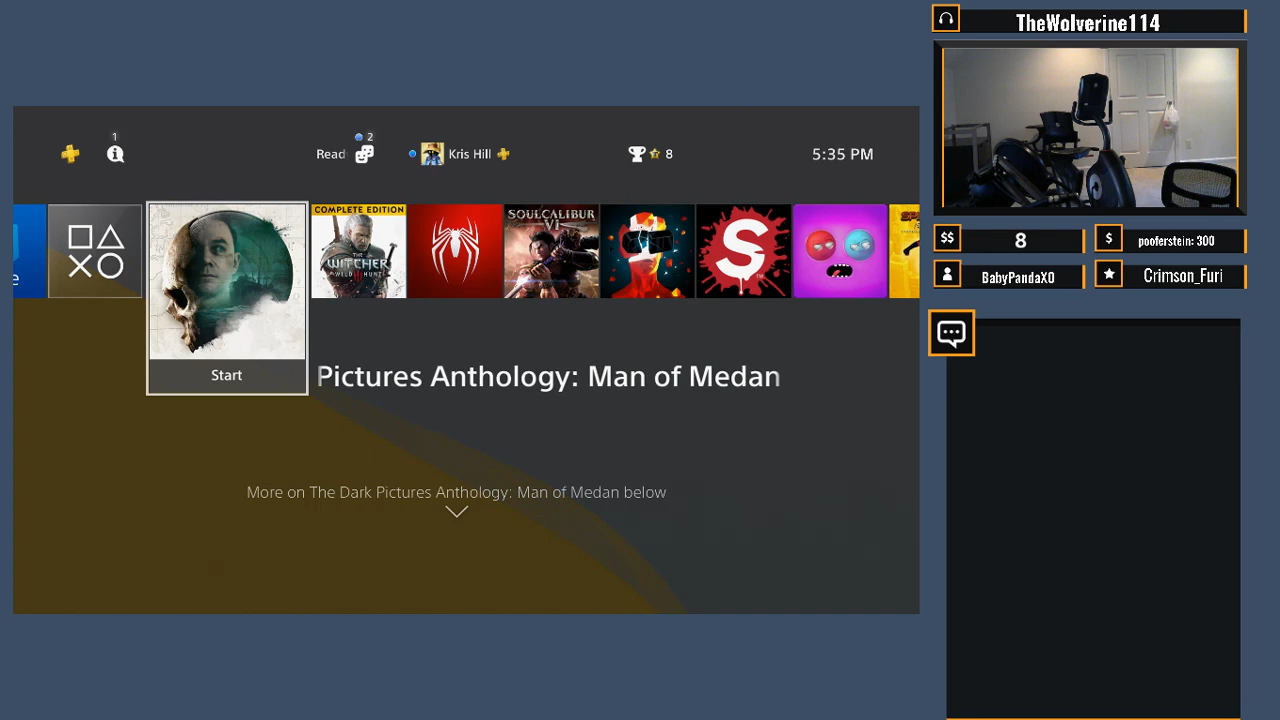 TheWolverine114
1
Read
2
Kris Hill
8
5:35 PM
COMPLETE EDITION
THE WITCHER
WILD HUNT
SOULCALIBUR
VI
S
Start
Pictures Anthology: Man of Medan
More on The Dark Pictures Anthology: Man of Medan below
$$
8
$
pooferstein: 300
BabyPandaXO
Crimson_Furi